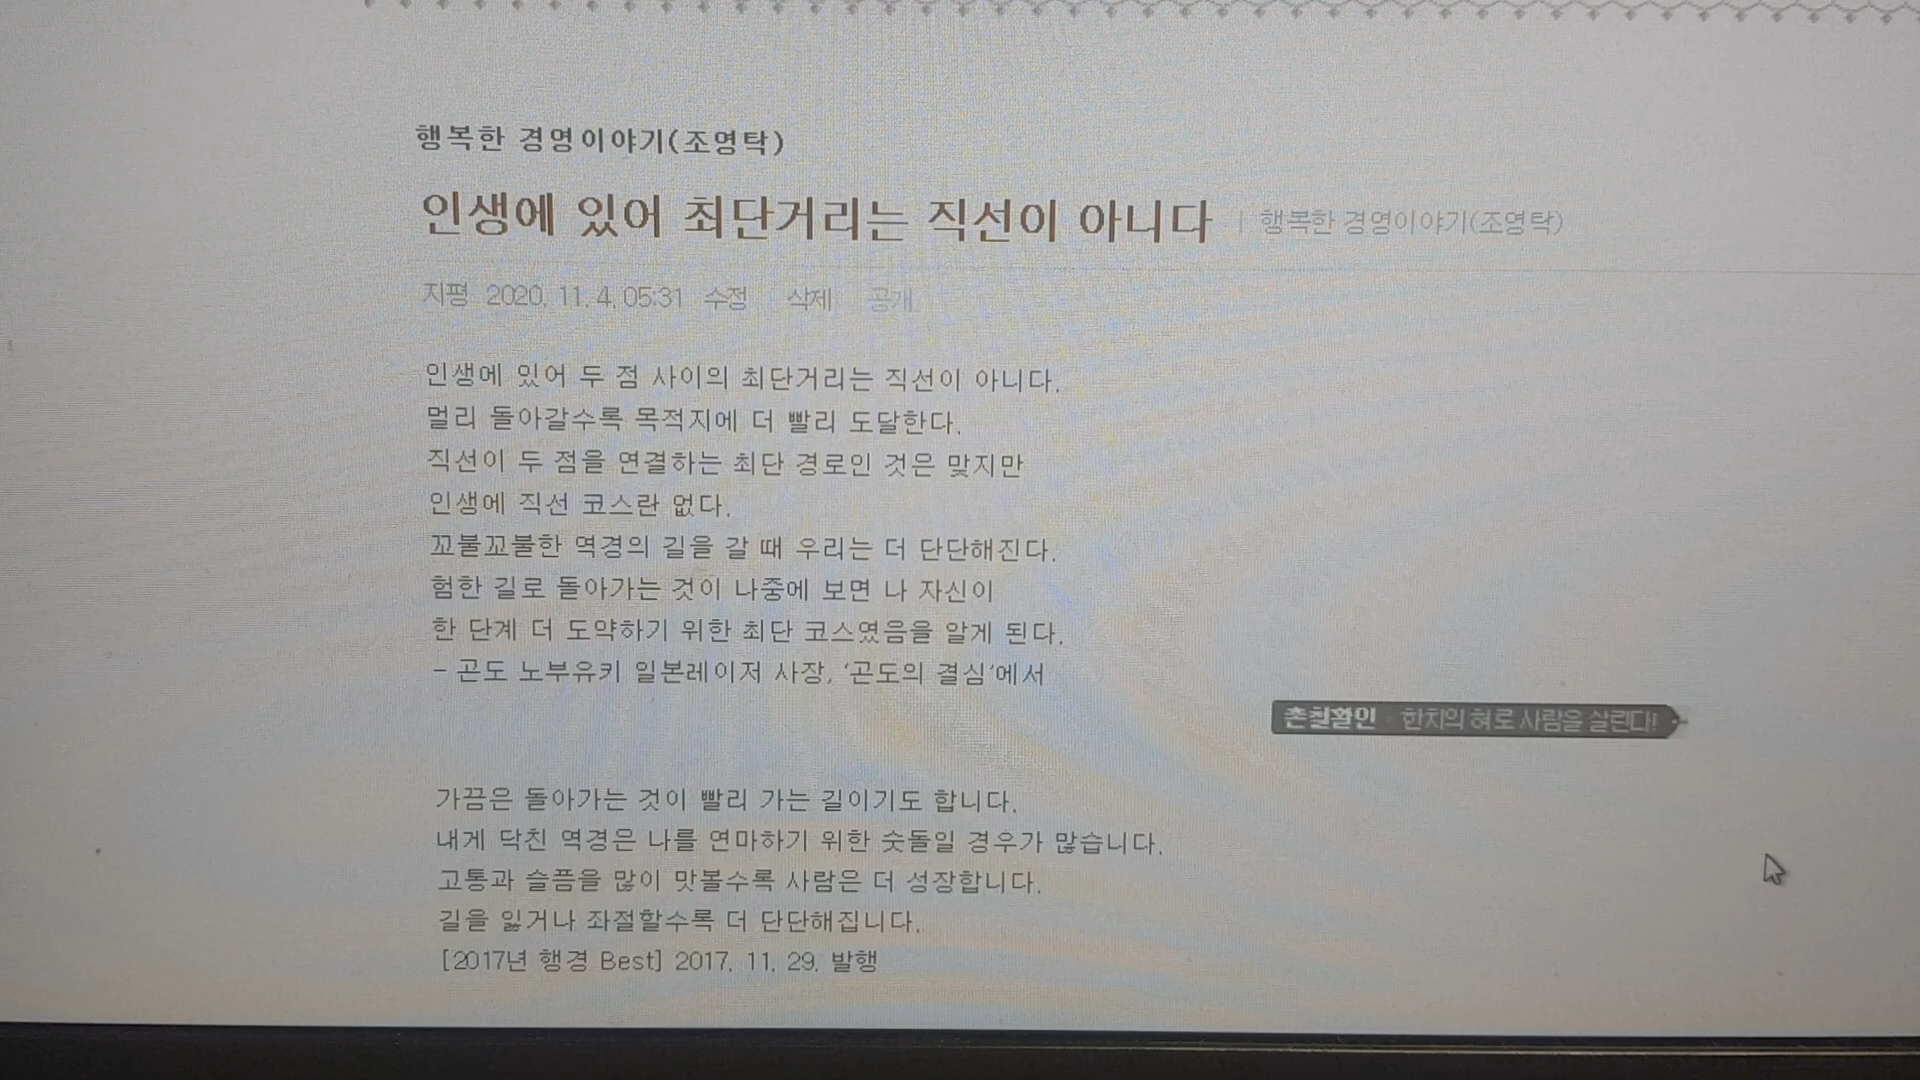 행복한 경영이야기(조영탁)
인생에 있어 최단거리는 직선이 아니다 | 행복한 경영이야기(조영탁)
지평 2020. 11. 4. 05:31 수정 삭제 공개
인생에 있어 두 점 사이의 최단거리는 직선이 아니다.
멀리 돌아갈수록 목적지에 더 빨리 도달한다.
직선이 두 점을 연결하는 최단 경로인 것은 맞지만
인생에 직선 코스란 없다.
꼬불꼬불한 역경의 길을 갈 때 우리는 더 단단해진다.
험한 길로 돌아가는 것이 나중에 보면 나 자신이
한 단계 더 도약하기 위한 최단 코스였음을 알게 된다.
- 곤도 노부유키 일본레이저 사장, ‘곤도의 결심’에서
촌철활인 · 한치의 혀로 사람을 살린다!
가끔은 돌아가는 것이 빨리 가는 길이기도 합니다.
내게 닥친 역경은 나를 연마하기 위한 숫돌일 경우가 많습니다.
고통과 슬픔을 많이 맛볼수록 사람은 더 성장합니다.
길을 잃거나 좌절할수록 더 단단해집니다.
[2017년 행경 Best] 2017. 11. 29. 발행